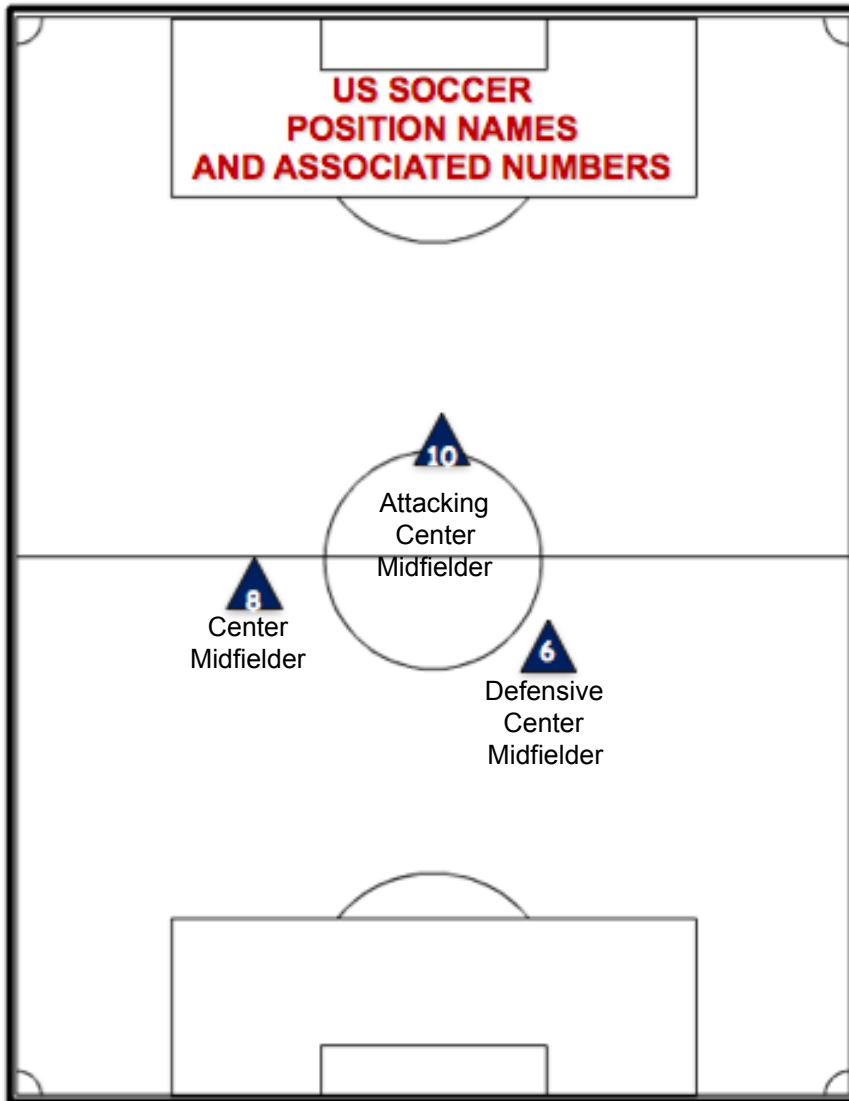 US SOCCER
POSITION NAMES
AND ASSOCIATED NUMBERS
10
Attacking
Center
Midfielder
8
Center
Midfielder
6
Defensive
Center
Midfielder